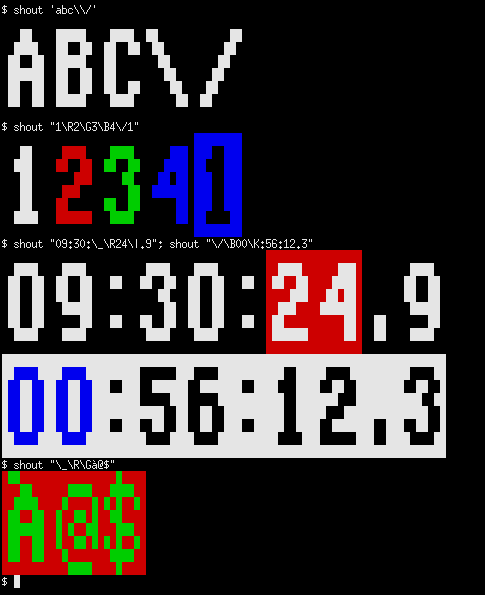 $ shout 'abc\\/'
ABC\/
$ shout "1\R2\G3\B4\/1"
12341
$ shout "09:30:\_\R24\|.9"; shout "\/\B00\K:56:12.3"
09:30:24.9
00:56:12.3
$ shout "\_\R\Gà@$"
À@$
$